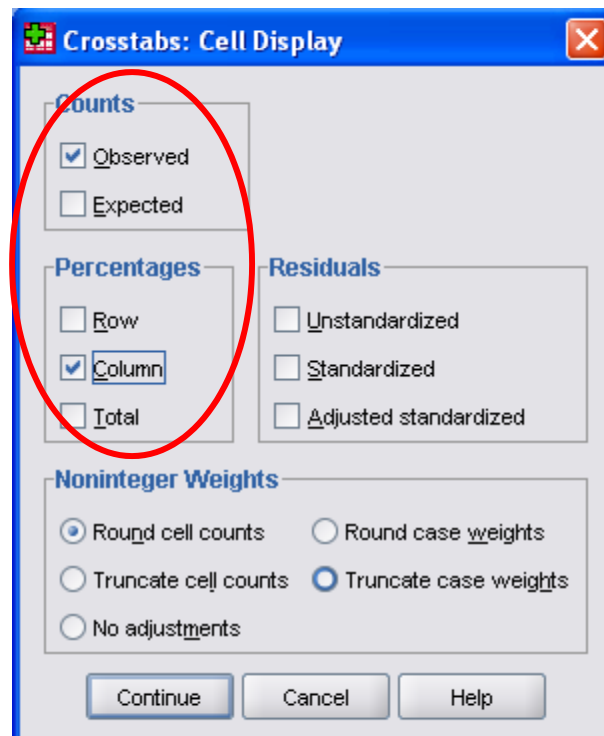 Crosstabs: Cell Display
Counts
Observed
Expected
Percentages
Row
Column
Total
Residuals
Unstandardized
Standardized
Adjusted standardized
Noninteger Weights
Round cell counts
Round case weights
Truncate cell counts
Truncate case weights
No adjustments
Continue
Cancel
Help